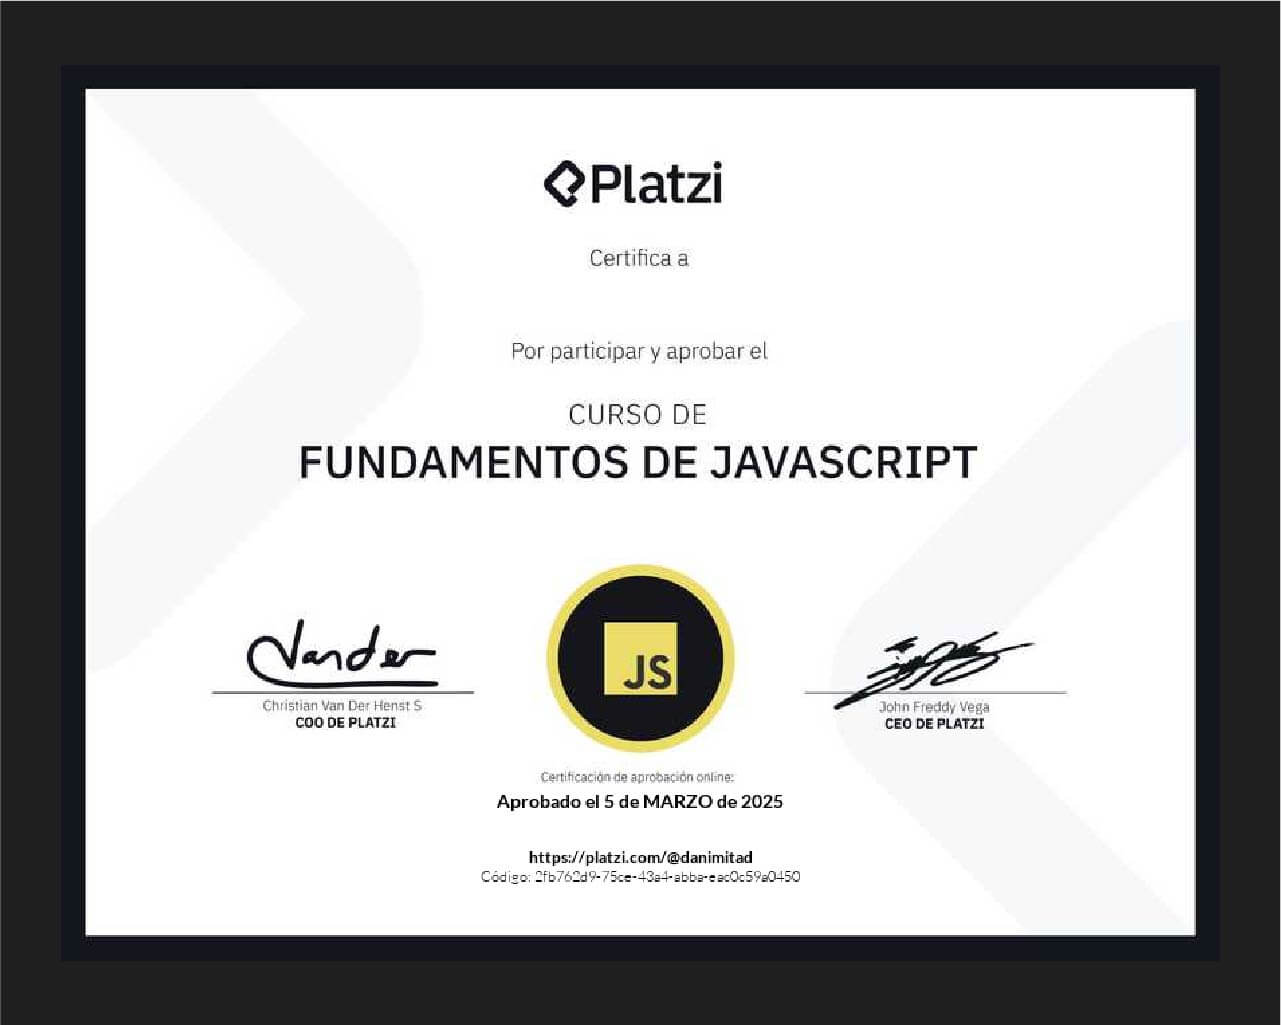 Platzi
Certifica a
Por participar y aprobar el
CURSO DE
FUNDAMENTOS DE JAVASCRIPT
Vander
JS
Christian Van Der Henst S
COO DE PLATZI
John Freddy Vega
CEO DE PLATZI
Certificación de aprobación online:
Aprobado el 5 de MARZO de 2025
https://platzi.com/@danimitad
Código: 2fb762d9-75ce-43a4-abba-eac0c59a0450